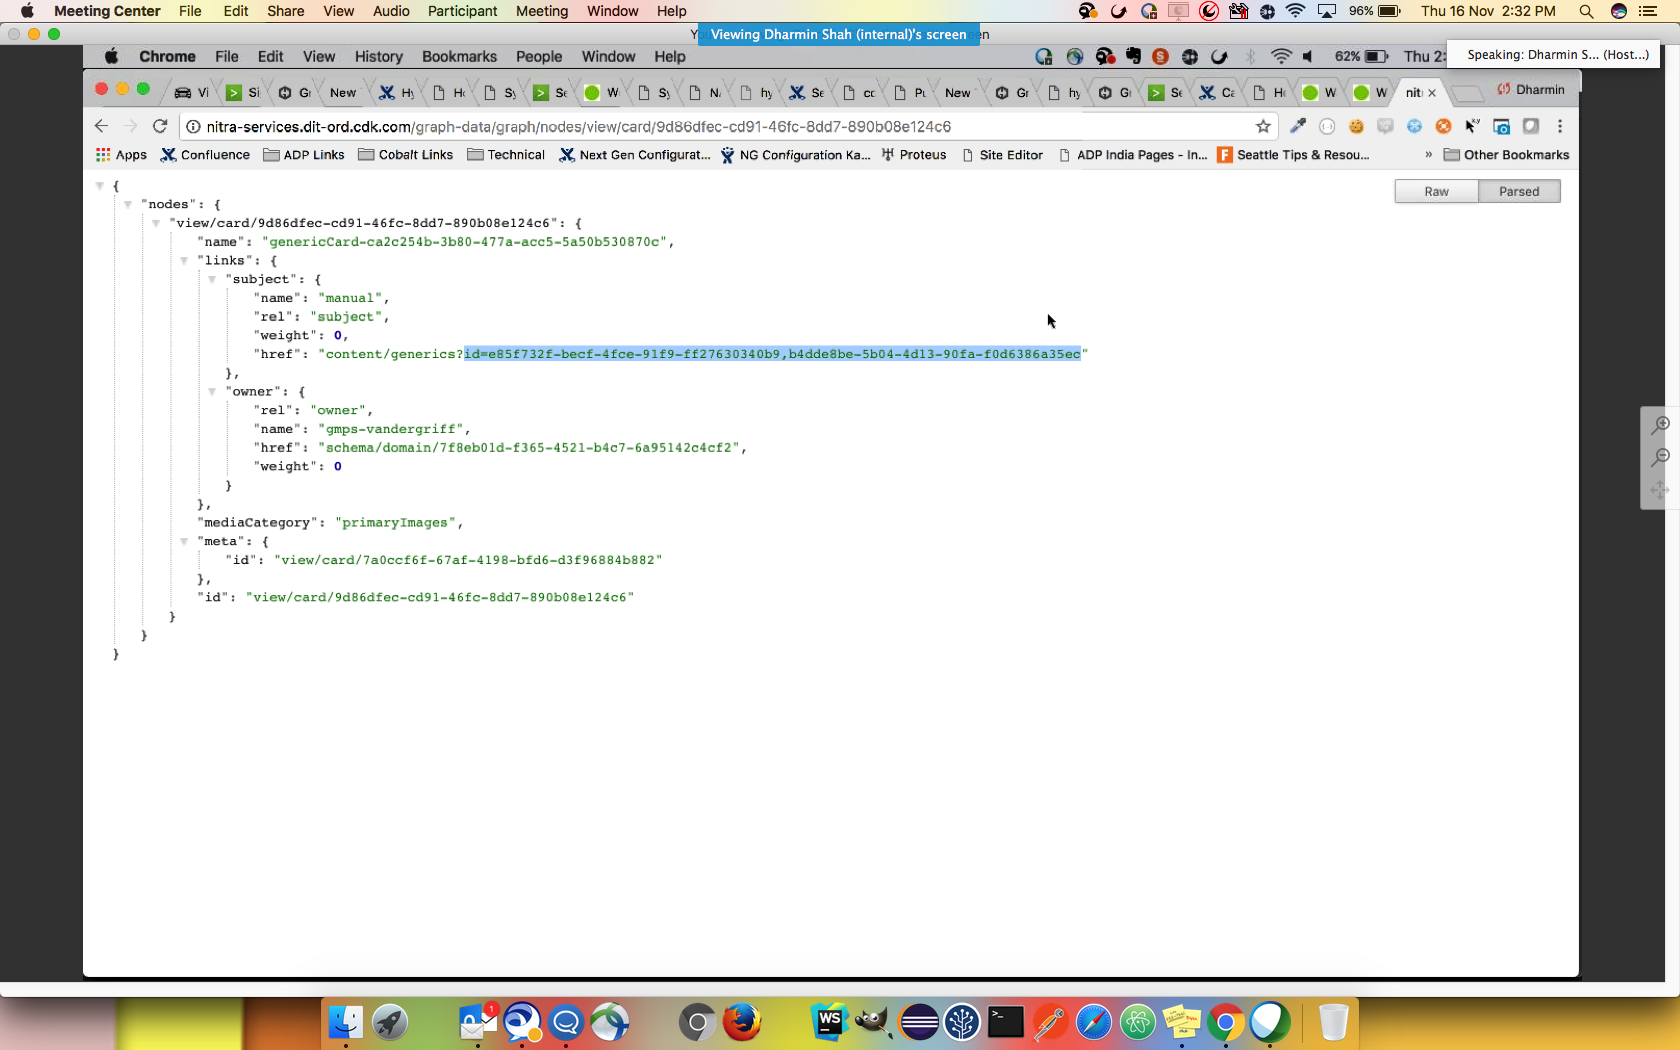 Meeting Center File Edit Share View Audio Participant Meeting Window Help 96% Thu 16 Nov 2:32 PM
Viewing Dharmin Shah (internal)'s screen
Speaking: Dharmin S... (Host...)
Chrome File Edit View History Bookmarks People Window Help 62% Thu 2:
Vi Si Gr New Hy Ho Sy Se W Sy N hy Se cc Pu New Gr hy Gr Se Ca Ho W W nit Dharmin
nitra-services.dit-ord.cdk.com/graph-data/graph/nodes/view/card/9d86dfec-cd91-46fc-8dd7-890b08e124c6
Apps Confluence ADP Links Cobalt Links Technical Next Gen Configurat... NG Configuration Ka... Proteus Site Editor ADP India Pages - In... Seattle Tips & Resou... » Other Bookmarks
Raw Parsed
{
"nodes": {
"view/card/9d86dfec-cd91-46fc-8dd7-890b08e124c6": {
"name": "genericCard-ca2c254b-3b80-477a-acc5-5a50b530870c",
"links": {
"subject": {
"name": "manual",
"rel": "subject",
"weight": 0,
"href": "content/generics?id=e85f732f-becf-4fce-91f9-ff27630340b9,b4dde8be-5b04-4d13-90fa-f0d6386a35ec"
},
"owner": {
"rel": "owner",
"name": "gmps-vandergriff",
"href": "schema/domain/7f8eb01d-f365-4521-b4c7-6a95142c4cf2",
"weight": 0
}
},
"mediaCategory": "primaryImages",
"meta": {
"id": "view/card/7a0ccf6f-67af-4198-bfd6-d3f96884b882"
},
"id": "view/card/9d86dfec-cd91-46fc-8dd7-890b08e124c6"
}
}
}
WS